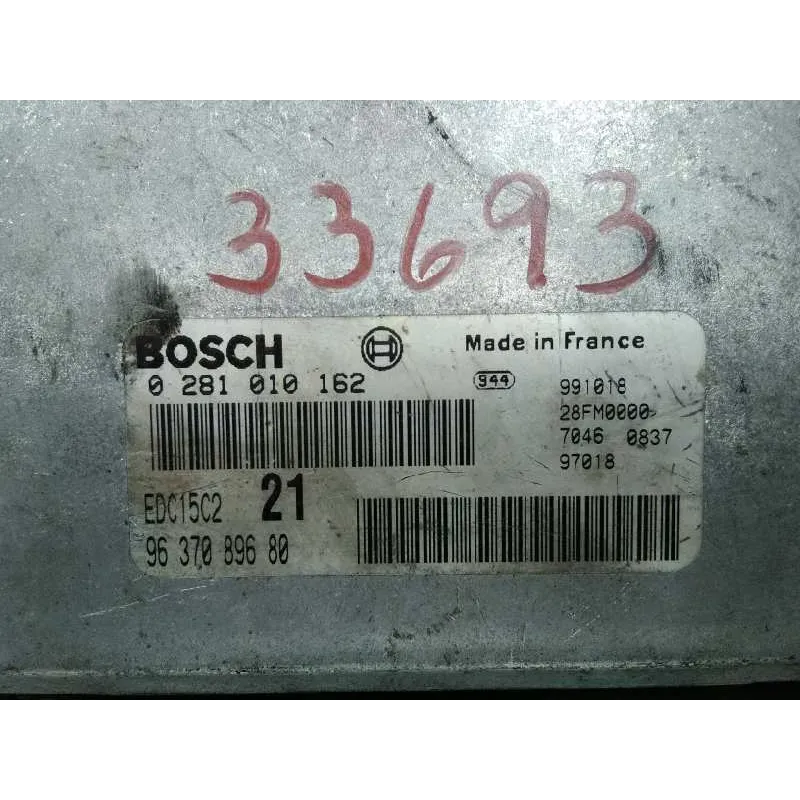 33693
BOSCH
Made in France
0 281 010 162
944
991018
28FM0000-
7046 0837
97018
EDC15C2 21
96 370 896 80